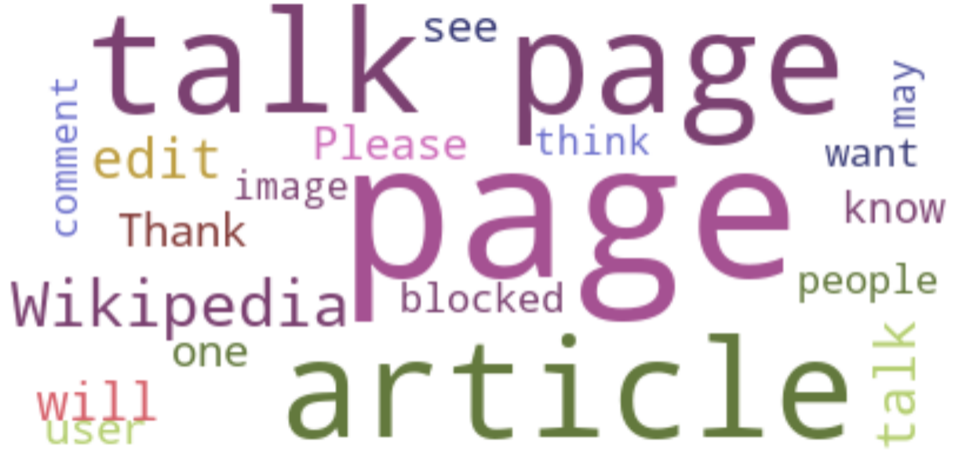 talk page
see
may
comment
edit
Please
think
want
image
page
know
Thank
people
Wikipedia
blocked
one
article
talk
will
user